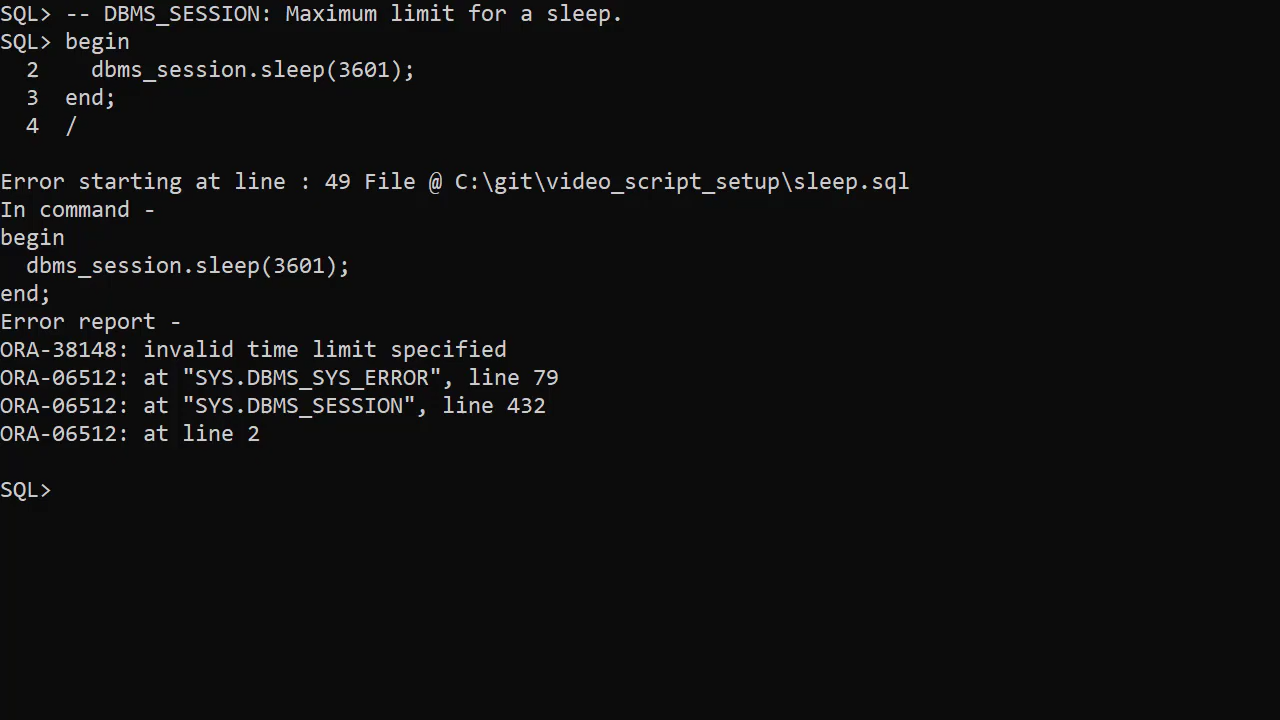 SQL> -- DBMS_SESSION: Maximum limit for a sleep.
SQL> begin
  2    dbms_session.sleep(3601);
  3  end;
  4  /
Error starting at line : 49 File @ C:\git\video_script_setup\sleep.sql
In command -
begin
  dbms_session.sleep(3601);
end;
Error report -
ORA-38148: invalid time limit specified
ORA-06512: at "SYS.DBMS_SYS_ERROR", line 79
ORA-06512: at "SYS.DBMS_SESSION", line 432
ORA-06512: at line 2
SQL>